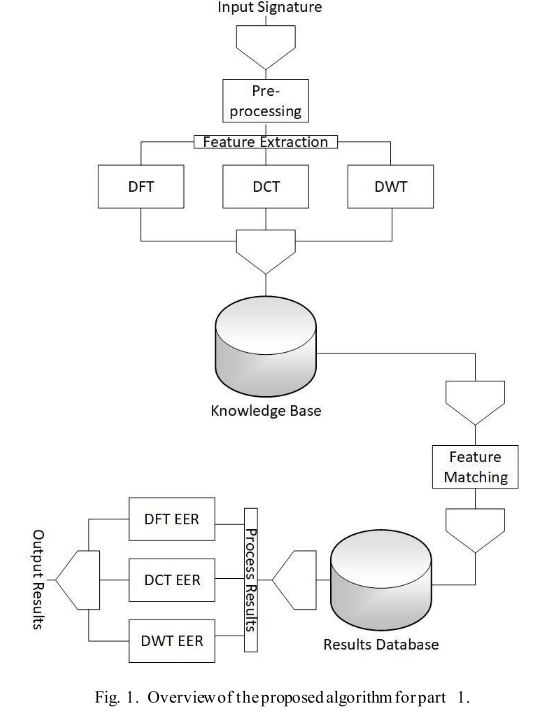 Input Signature
Pre-
processing
Feature Extraction
DFT
DCT
DWT
Knowledge Base
Feature
Matching
Results Database
Process Results
DFT EER
DCT EER
DWT EER
Output Results
Fig. 1. Overview of the proposed algorithm for part 1.